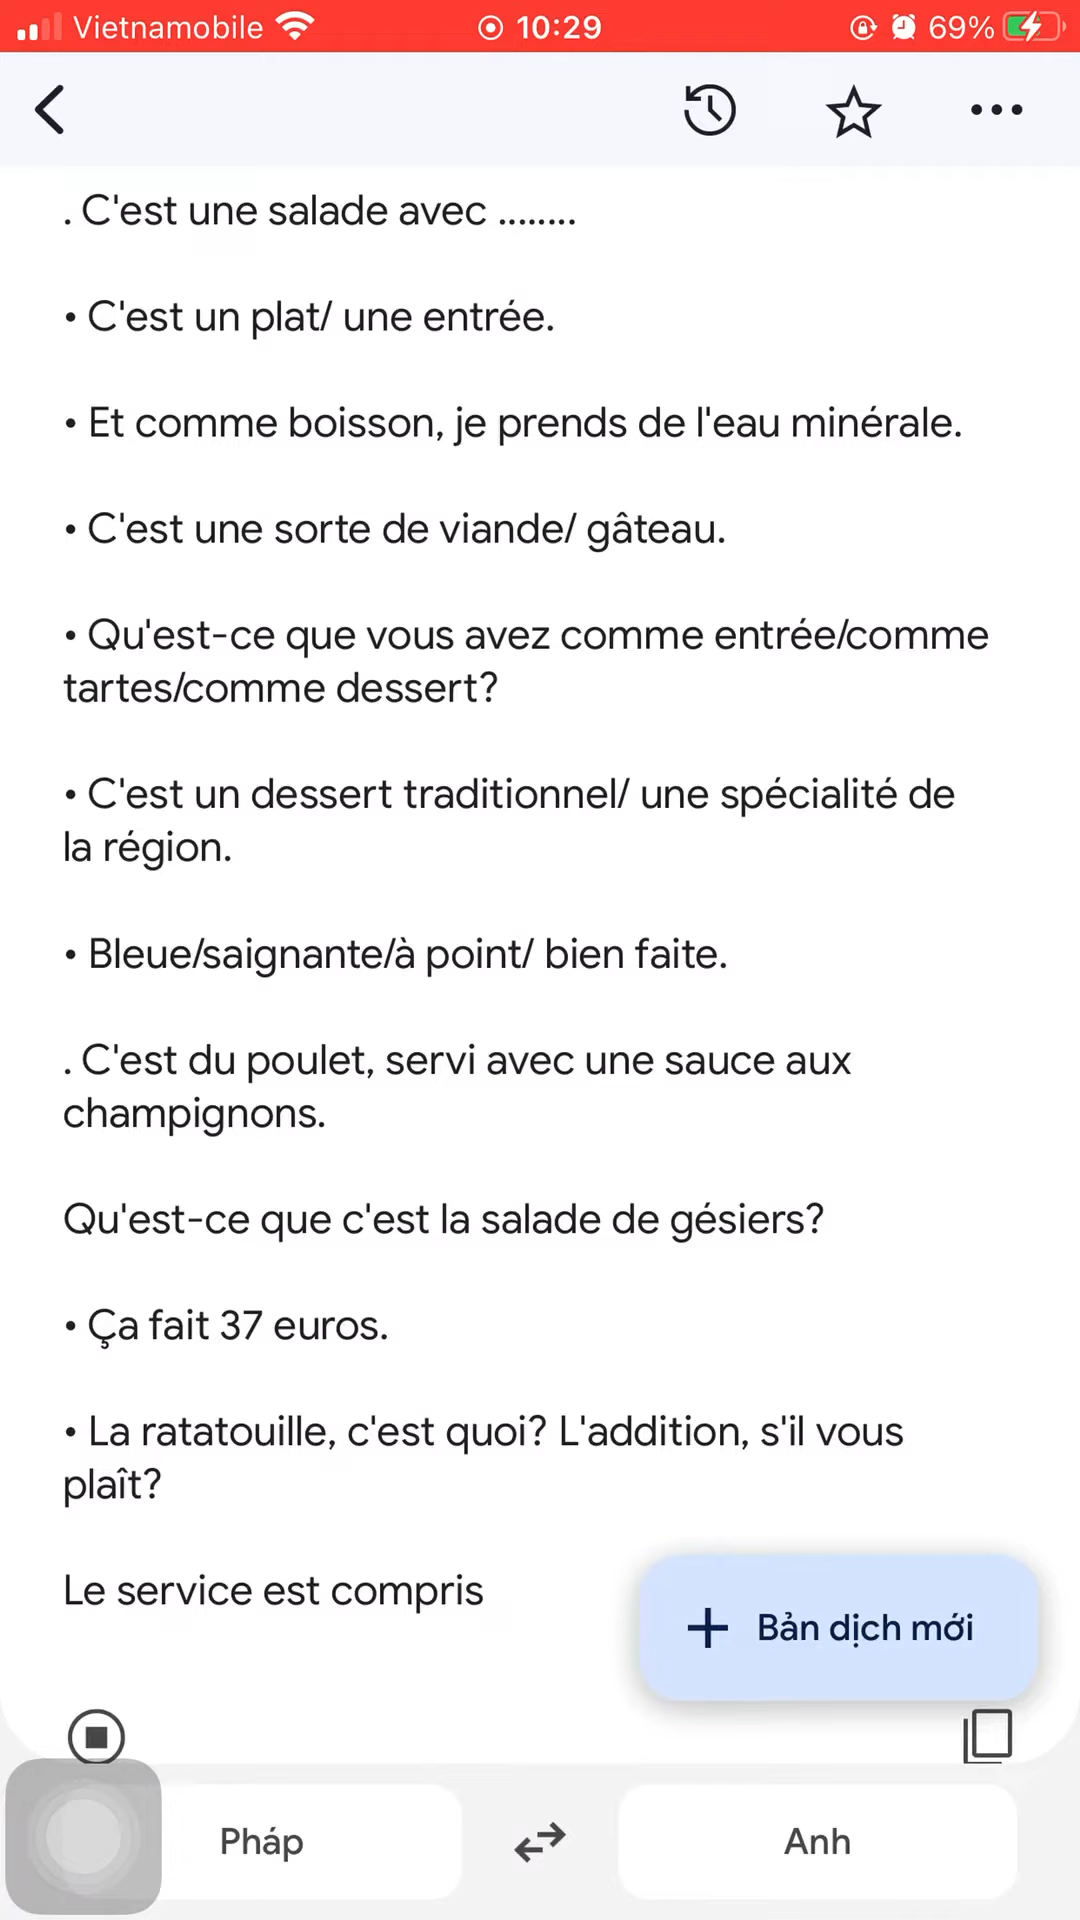 Vietnamobile 10:29 69%
. C'est une salade avec ........
• C'est un plat/ une entrée.
• Et comme boisson, je prends de l'eau minérale.
• C'est une sorte de viande/ gâteau.
• Qu'est-ce que vous avez comme entrée/comme
tartes/comme dessert?
• C'est un dessert traditionnel/ une spécialité de
la région.
• Bleue/saignante/à point/ bien faite.
. C'est du poulet, servi avec une sauce aux
champignons.
Qu'est-ce que c'est la salade de gésiers?
• Ça fait 37 euros.
• La ratatouille, c'est quoi? L'addition, s'il vous
plaît?
Le service est compris
+ Bản dịch mới
Pháp
Anh